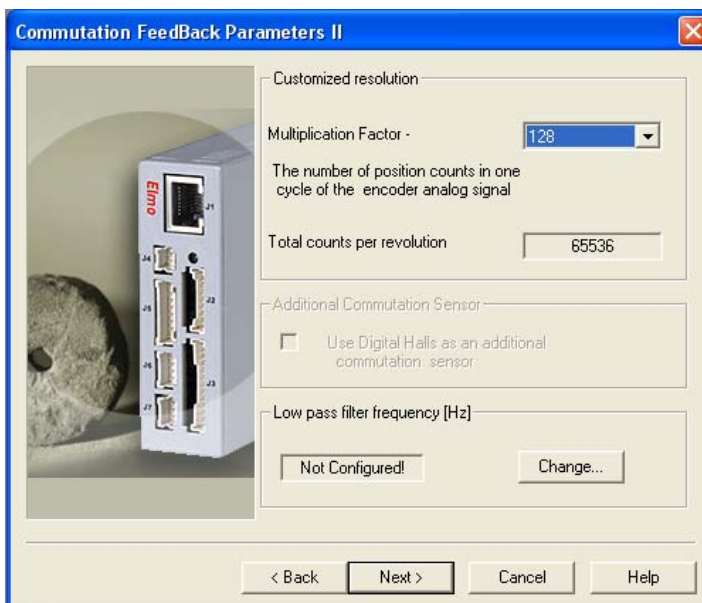 Commutation FeedBack Parameters II
Customized resolution
Multiplication Factor -
128
The number of position counts in one
cycle of the encoder analog signal
Total counts per revolution
65536
Additional Commutation Sensor
Use Digital Halls as an additional
commutation sensor
Low pass filter frequency [Hz]
Not Configured!
Change...
Elmo
J1
J4
J2
J5
J6
J3
J7
< Back
Next >
Cancel
Help